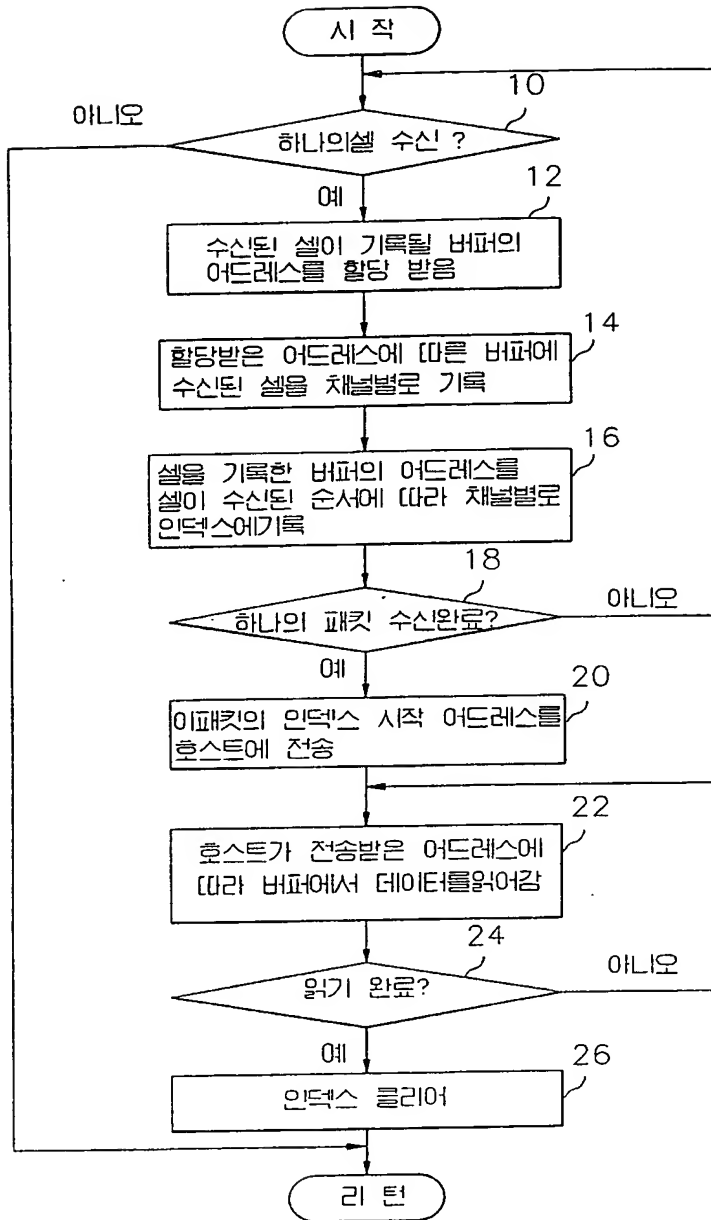 시 작
아니오
10
하나의셀 수신 ?
예
12
수신된 셀이 기록될 버퍼의
어드레스를 할당 받음
14
할당받은 어드레스에 따른 버퍼에
수신된 셀을 채널별로 기록
16
셀을 기록한 버퍼의 어드레스를
셀이 수신된 순서에 따라 채널별로
인덱스에기록
18
하나의 패킷 수신완료?
아니오
예
20
이패킷의 인덱스 시작 어드레스를
호스트에 전송
22
호스트가 전송받은 어드레스에
따라 버퍼에서 데이터를읽어감
24
읽기 완료?
아니오
예
26
인덱스 클리어
리 턴